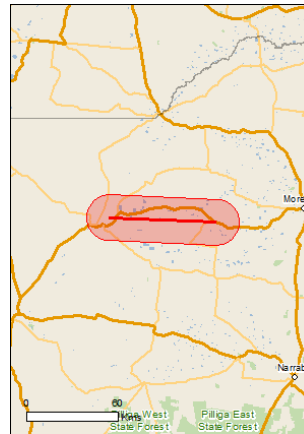 More
Narrab
0
60
Kms
Pilliga West
State Forest
Pilliga East
State Forest